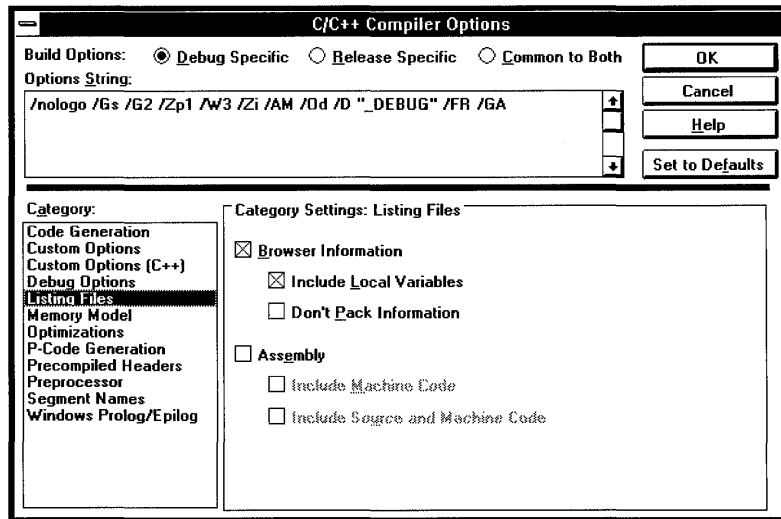 C/C++ Compiler Options
Build Options: Debug Specific Release Specific Common to Both
Options String:
/nologo /Gs /G2 /Zp1 /W3 /Zi /AM /Od /D "_DEBUG" /FR /GA
OK
Cancel
Help
Set to Defaults
Category:
Code Generation
Custom Options
Custom Options (C++)
Debug Options
Listing Files
Memory Model
Optimizations
P-Code Generation
Precompiled Headers
Preprocessor
Segment Names
Windows Prolog/Epilog
Category Settings: Listing Files
Browser Information
Include Local Variables
Don't Pack Information
Assembly
Include Machine Code
Include Source and Machine Code